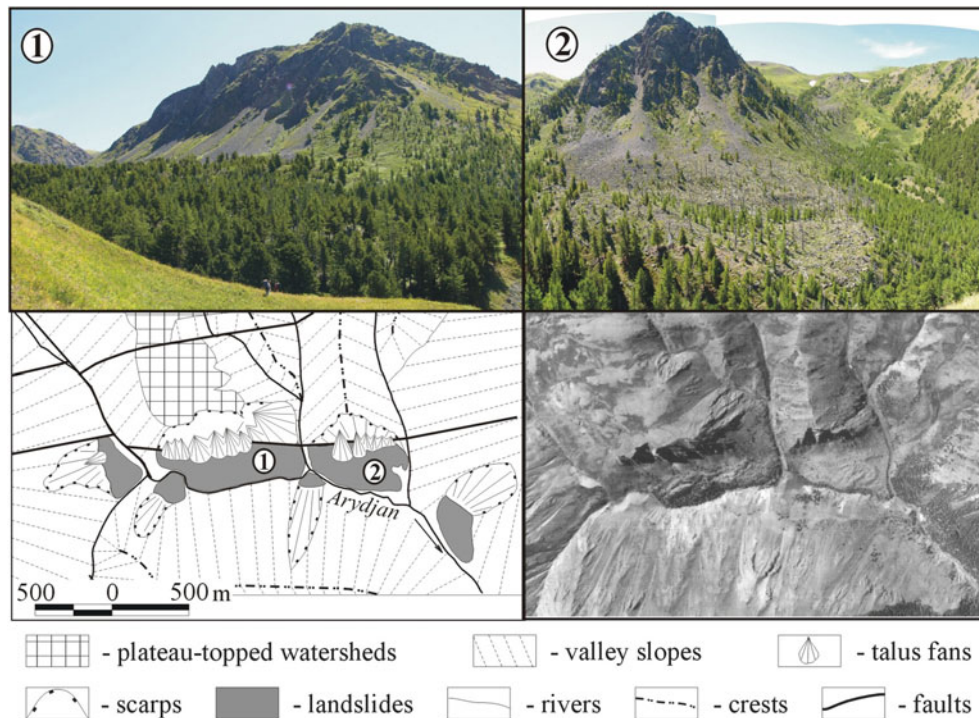 1
2
1
2
Arydjan
500 0 500 m
- plateau-topped watersheds - valley slopes - talus fans
- scarps - landslides - rivers - crests - faults